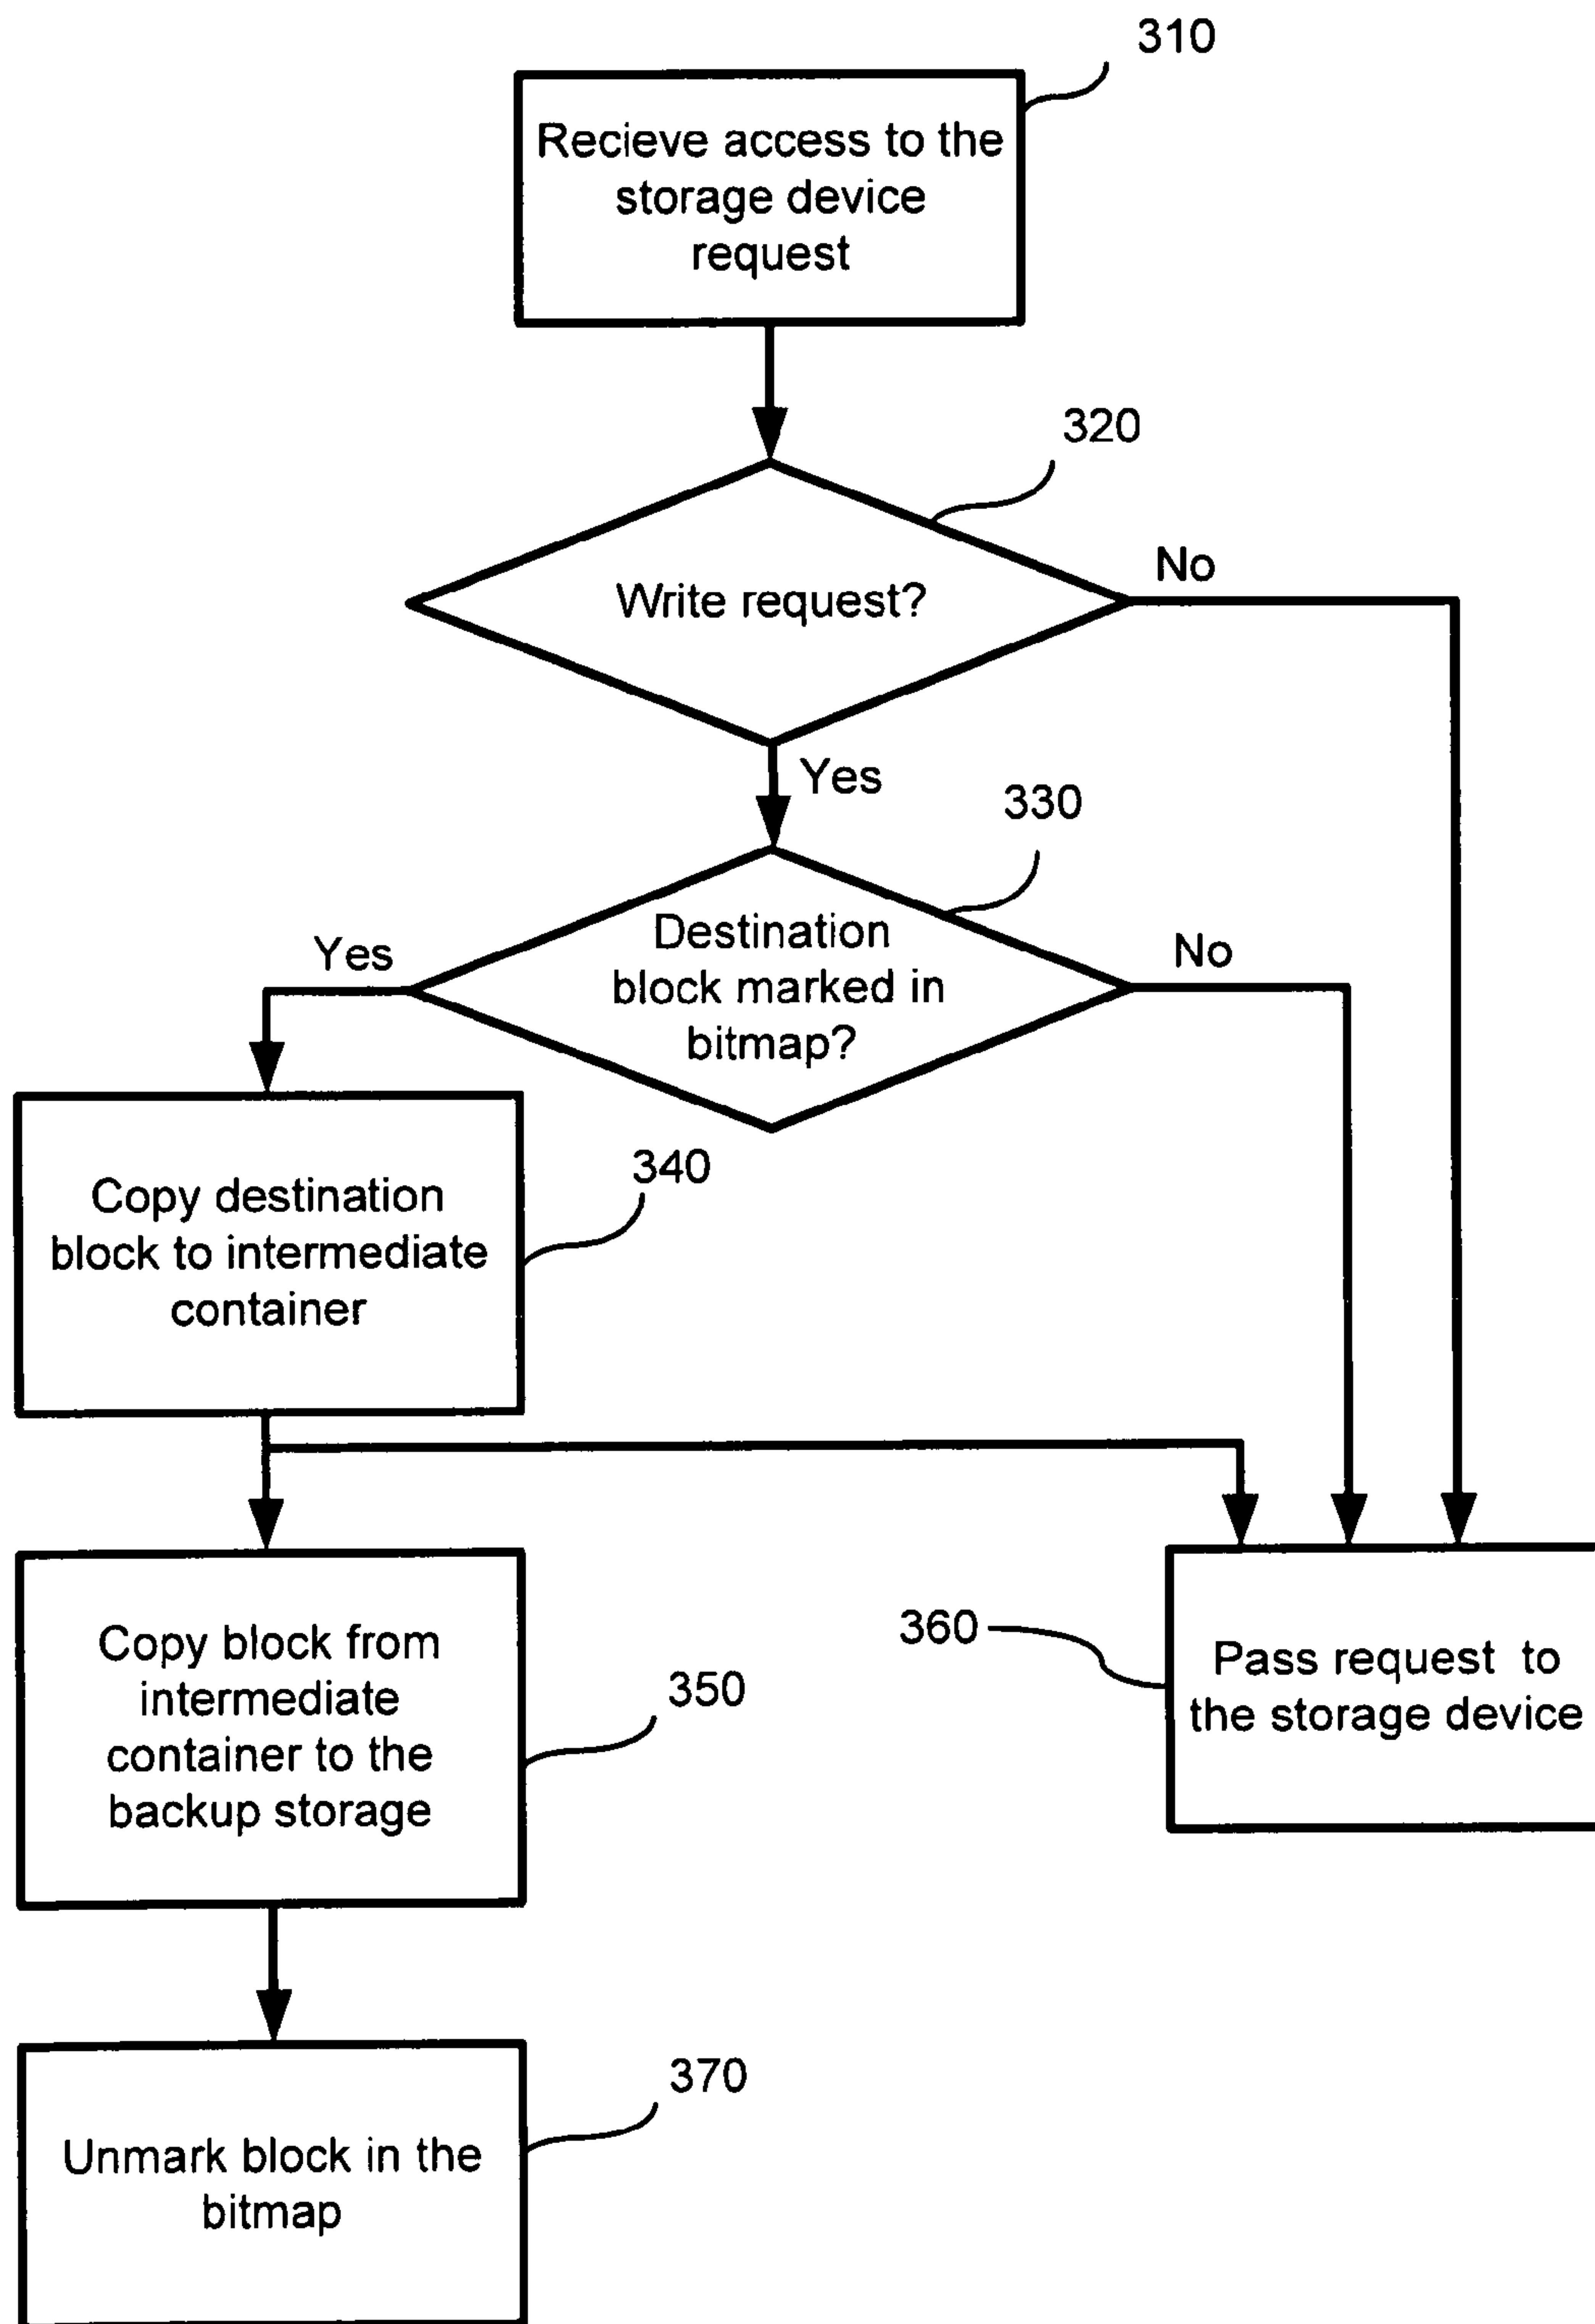 310
Recieve access to the
storage device
request
320
Write request?
No
Yes
330
Destination
block marked in
bitmap?
Yes
No
340
Copy destination
block to intermediate
container
350
Copy block from
intermediate
container to the
backup storage
360
Pass request to
the storage device
370
Unmark block in the
bitmap